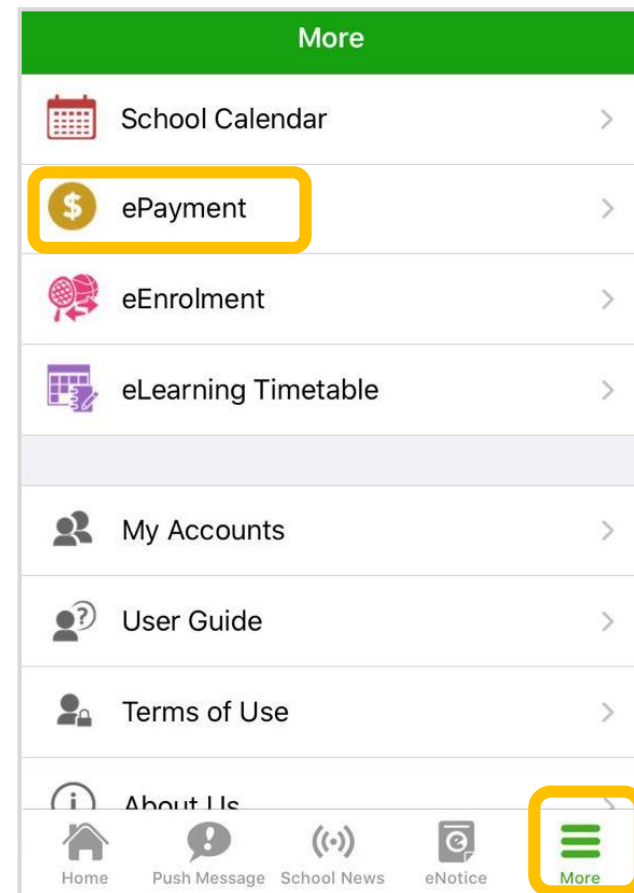 More
School Calendar
ePayment
eEnrolment
eLearning Timetable
My Accounts
User Guide
Terms of Use
About Us
Home Push Message School News eNotice More